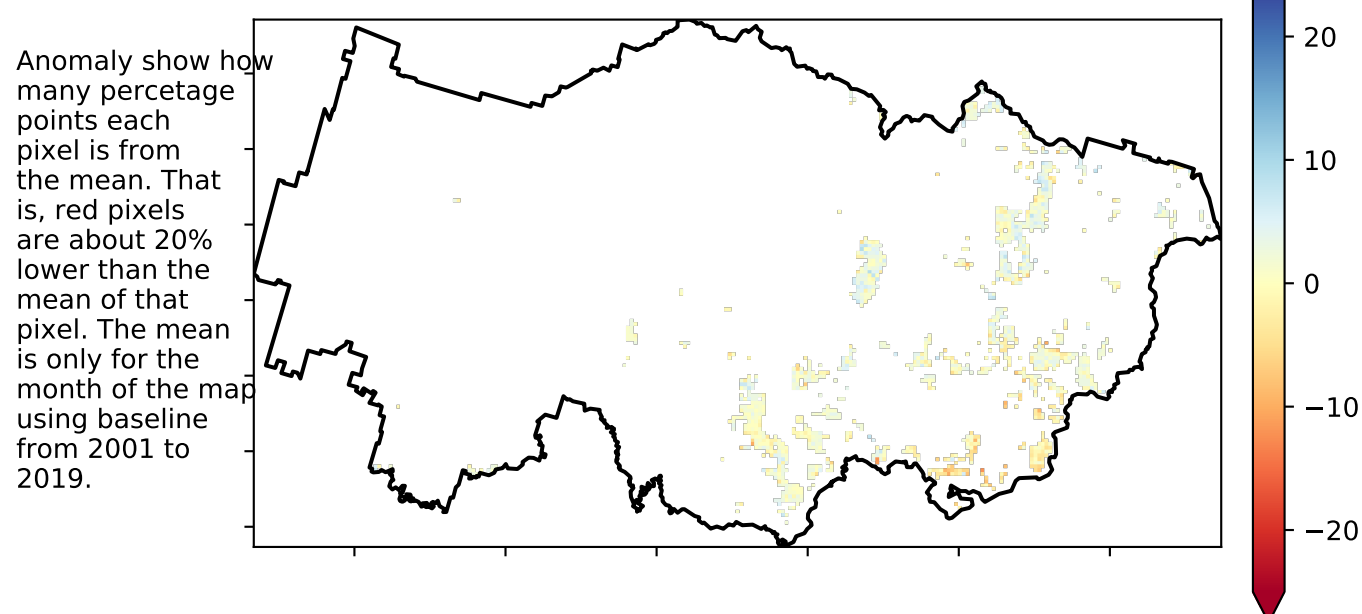 Anomaly show how
many percetage
points each
pixel is from
the mean. That
is, red pixels
are about 20%
lower than the
mean of that
pixel. The mean
is only for the
month of the map
using baseline
from 2001 to
2019.
20
10
0
−10
−20